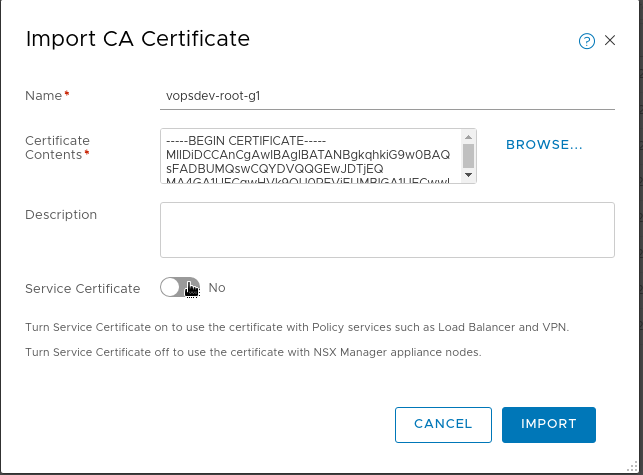 Import CA Certificate
Name*
vopsdev-root-g1
Certificate
Contents*
-----BEGIN CERTIFICATE-----
MIIDiDCCAnCgAwIBAgIBATANBgkqhkiG9w0BAQ
sFADBUMQswCQYDVQQGEwJDTjEQ
BROWSE...
Description
Service Certificate
No
Turn Service Certificate on to use the certificate with Policy services such as Load Balancer and VPN.
Turn Service Certificate off to use the certificate with NSX Manager appliance nodes.
CANCEL
IMPORT